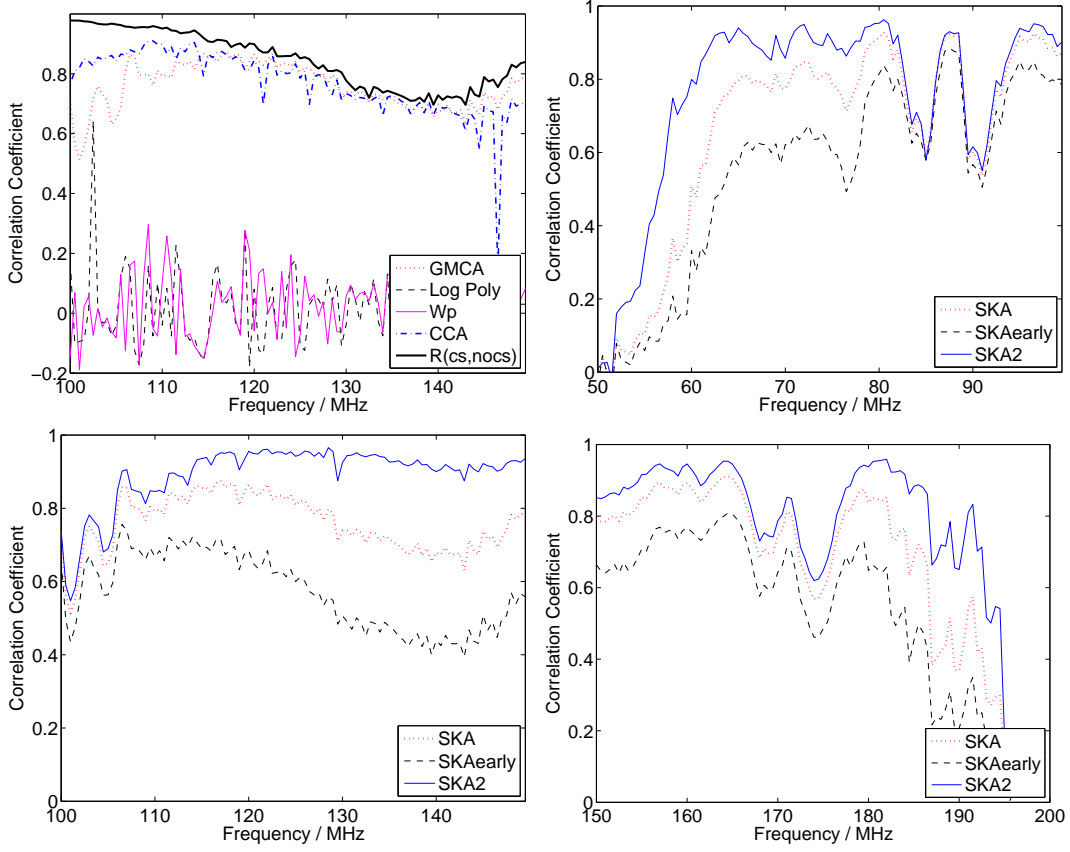 Correlation Coefficient
0.8
0.6
0.4
0.2
0
−0.2
100
110
120
130
140
Frequency / MHz
GMCA
Log Poly
Wp
CCA
R(cs,nocs)
Correlation Coefficient
1
0.8
0.6
0.4
0.2
0
50
60
70
80
90
Frequency / MHz
SKA
SKAearly
SKA2
Correlation Coefficient
1
0.8
0.6
0.4
0.2
0
100
110
120
130
140
Frequency / MHz
SKA
SKAearly
SKA2
Correlation Coefficient
1
0.8
0.6
0.4
0.2
0
150
160
170
180
190
200
Frequency / MHz
SKA
SKAearly
SKA2